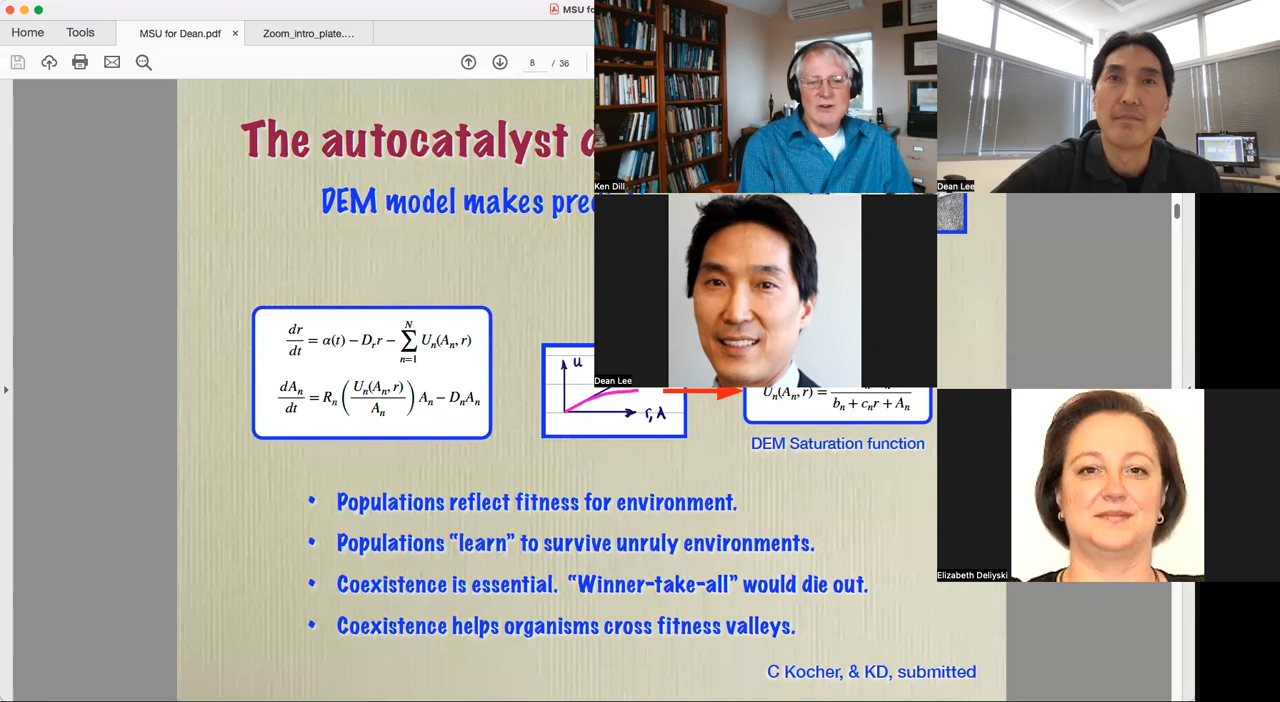 MSU fo
Home Tools MSU for Dean.pdf × Zoom_intro_plate....
8 / 36
The autocatalyst
DEM model makes pre
dr/dt = α(t) − D_r r − ∑_{n=1}^{N} U_n(A_n, r)
dA_n/dt = R_n (U_n(A_n, r)/A_n) A_n − D_n A_n
u
r, λ
U_n(A_n, r) =
b_n + c_n r + A_n
DEM Saturation function
• Populations reflect fitness for environment.
• Populations “learn” to survive unruly environments.
• Coexistence is essential. “Winner-take-all” would die out.
• Coexistence helps organisms cross fitness valleys.
C Kocher, & KD, submitted
Ken Dill
Dean Lee
Dean Lee
Elizabeth Deliyski